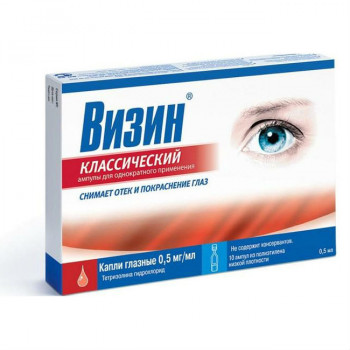 ВИЗИН®
КЛАССИЧЕСКИЙ
ампулы для однократного применения
СНИМАЕТ ОТЕК И ПОКРАСНЕНИЕ ГЛАЗ
Капли глазные 0,5 мг/мл
Тетризолина гидрохлорид
Не содержит консервантов.
10 ампул из полиэтилена
низкой плотности
0,5 мл